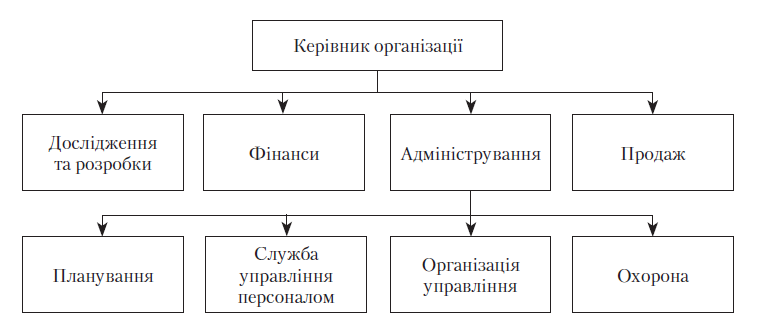 Керівник організації
Дослідження
та розробки
Фінанси
Адміністрування
Продаж
Планування
Служба
управління
персоналом
Організація
управління
Охорона